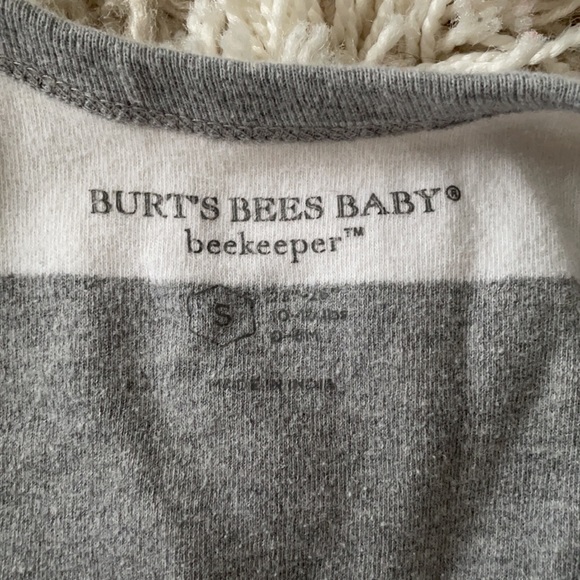 BURT'S BEES BABY®
beekeeper™
S
MADE IN INDIA